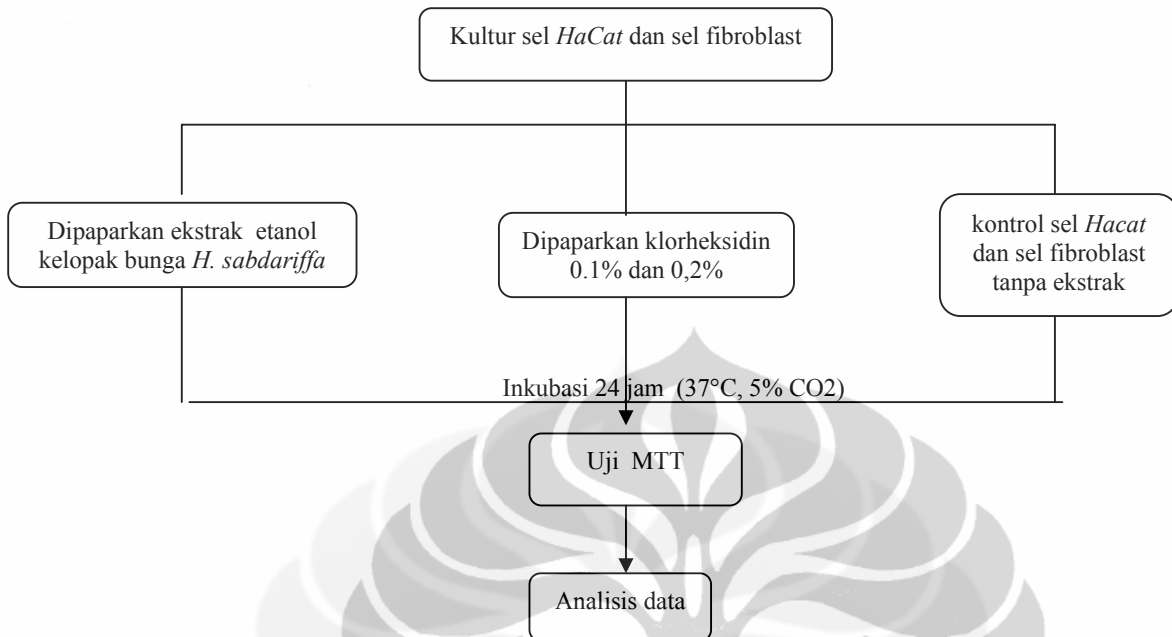 Kultur sel HaCat dan sel fibroblast
Dipaparkan ekstrak etanol
kelopak bunga H. sabdariffa
Dipaparkan klorheksidin
0.1% dan 0,2%
kontrol sel Hacat
dan sel fibroblast
tanpa ekstrak
Inkubasi 24 jam (37°C, 5% CO2)
Uji MTT
Analisis data